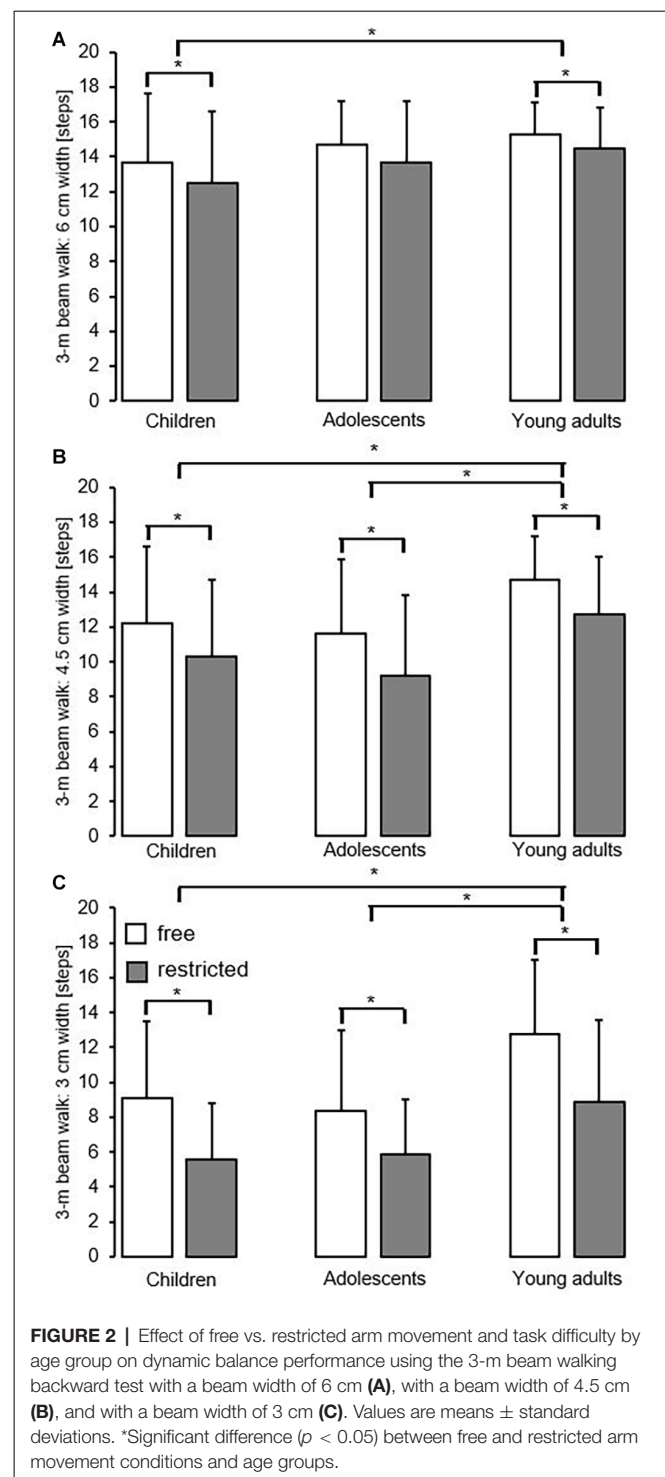 A
*
3-m beam walk: 6 cm width [steps]
20
18
16
14
12
10
8
6
4
2
0
*
*
Children
Adolescents
Young adults
B
*
*
3-m beam walk: 4.5 cm width [steps]
20
18
16
14
12
10
8
6
4
2
0
*
*
*
Children
Adolescents
Young adults
C
*
*
3-m beam walk: 3 cm width [steps]
20
18
16
14
12
10
8
6
4
2
0
free
restricted
*
*
*
Children
Adolescents
Young adults
FIGURE 2 | Effect of free vs. restricted arm movement and task difficulty by
age group on dynamic balance performance using the 3-m beam walking
backward test with a beam width of 6 cm (A), with a beam width of 4.5 cm
(B), and with a beam width of 3 cm (C). Values are means ± standard
deviations. *Significant difference (p < 0.05) between free and restricted arm
movement conditions and age groups.